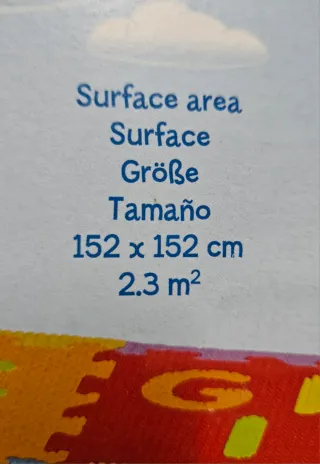 Surface area
Surface
Größe
Tamaño
152 x 152 cm
2.3 m²
G